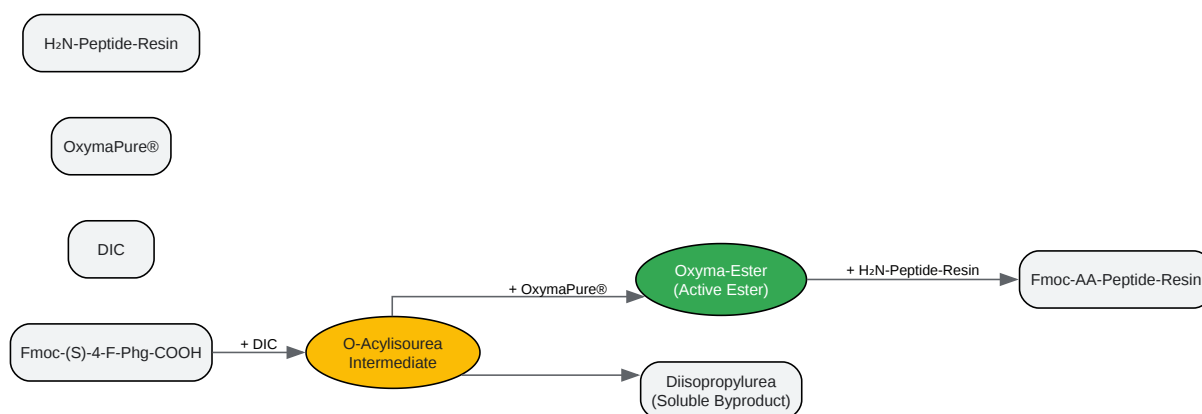 H₂N-Peptide-Resin
OxymaPure®
DIC
Fmoc-(S)-4-F-Phg-COOH
+ DIC
O-Acylisourea
Intermediate
+ OxymaPure®
Oxyma-Ester
(Active Ester)
+ H₂N-Peptide-Resin
Fmoc-AA-Peptide-Resin
Diisopropylurea
(Soluble Byproduct)